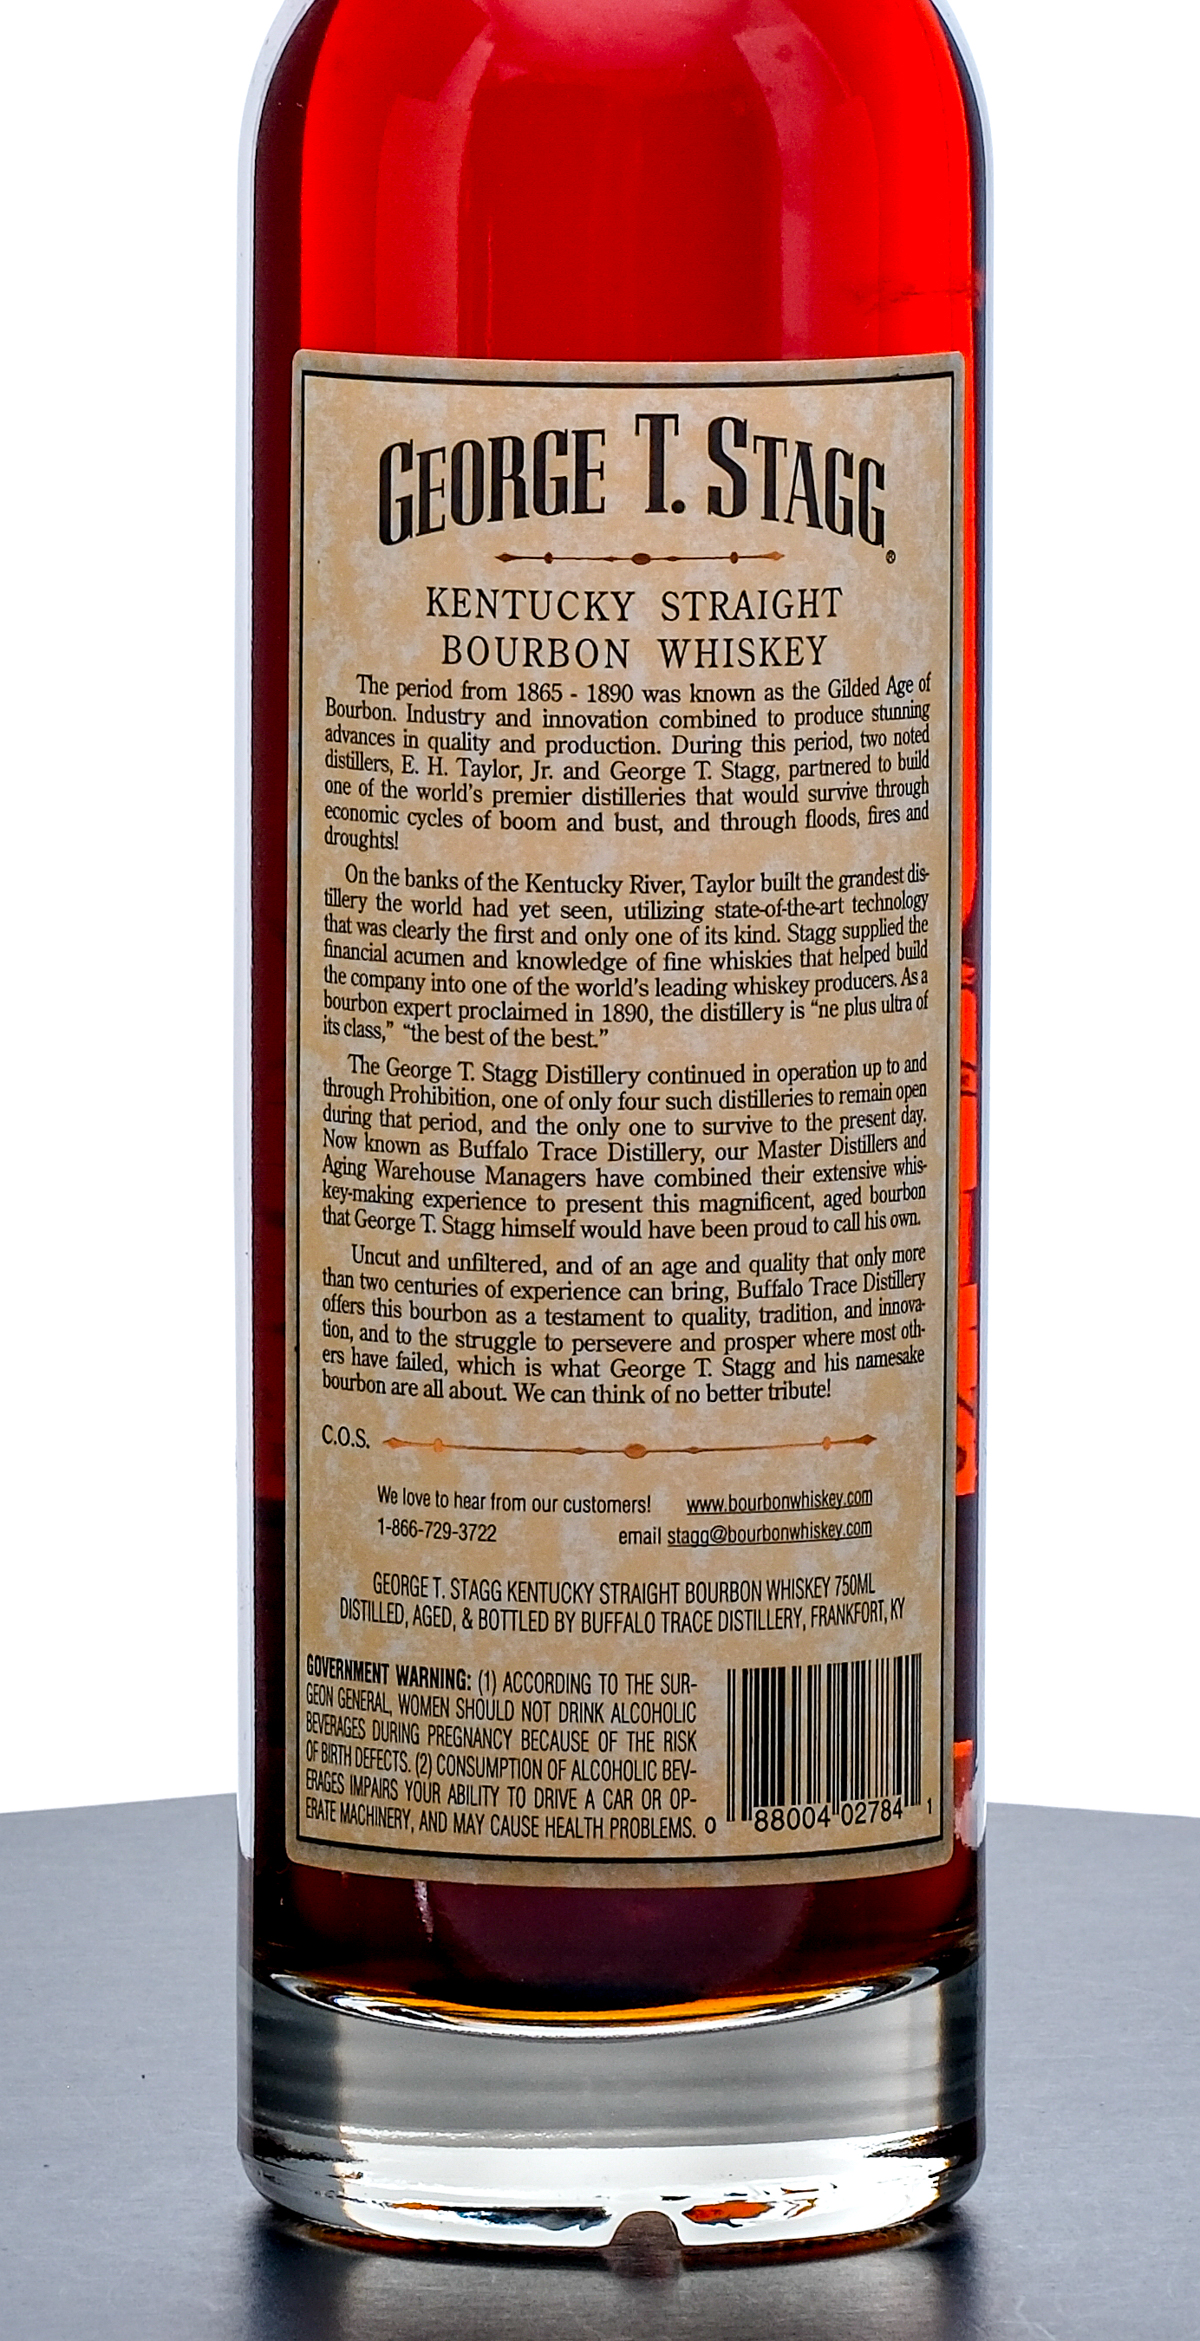 GEORGE T. STAGG®
KENTUCKY STRAIGHT
BOURBON WHISKEY
The period from 1865 - 1890 was known as the Gilded Age of
Bourbon. Industry and innovation combined to produce stunning
advances in quality and production. During this period, two noted
distillers, E. H. Taylor, Jr. and George T. Stagg, partnered to build
one of the world's premier distilleries that would survive through
economic cycles of boom and bust, and through floods, fires and
droughts!
On the banks of the Kentucky River, Taylor built the grandest dis-
tillery the world had yet seen, utilizing state-of-the-art technology
that was clearly the first and only one of its kind. Stagg supplied the
financial acumen and knowledge of fine whiskies that helped build
the company into one of the world's leading whiskey producers. As a
bourbon expert proclaimed in 1890, the distillery is “ne plus ultra of
its class,” “the best of the best.”
The George T. Stagg Distillery continued in operation up to and
through Prohibition, one of only four such distilleries to remain open
during that period, and the only one to survive to the present day.
Now known as Buffalo Trace Distillery, our Master Distillers and
Aging Warehouse Managers have combined their extensive whis-
key-making experience to present this magnificent, aged bourbon
that George T. Stagg himself would have been proud to call his own.
Uncut and unfiltered, and of an age and quality that only more
than two centuries of experience can bring, Buffalo Trace Distillery
offers this bourbon as a testament to quality, tradition, and innova-
tion, and to the struggle to persevere and prosper where most oth-
ers have failed, which is what George T. Stagg and his namesake
bourbon are all about. We can think of no better tribute!
C.O.S.
We love to hear from our customers! www.bourbonwhiskey.com
1-866-729-3722 email stagg@bourbonwhiskey.com
GEORGE T. STAGG KENTUCKY STRAIGHT BOURBON WHISKEY 750ML
DISTILLED, AGED, & BOTTLED BY BUFFALO TRACE DISTILLERY, FRANKFORT, KY
GOVERNMENT WARNING: (1) ACCORDING TO THE SUR-
GEON GENERAL, WOMEN SHOULD NOT DRINK ALCOHOLIC
BEVERAGES DURING PREGNANCY BECAUSE OF THE RISK
OF BIRTH DEFECTS. (2) CONSUMPTION OF ALCOHOLIC BEV-
ERAGES IMPAIRS YOUR ABILITY TO DRIVE A CAR OR OP-
ERATE MACHINERY, AND MAY CAUSE HEALTH PROBLEMS.
0 88004 02784 1